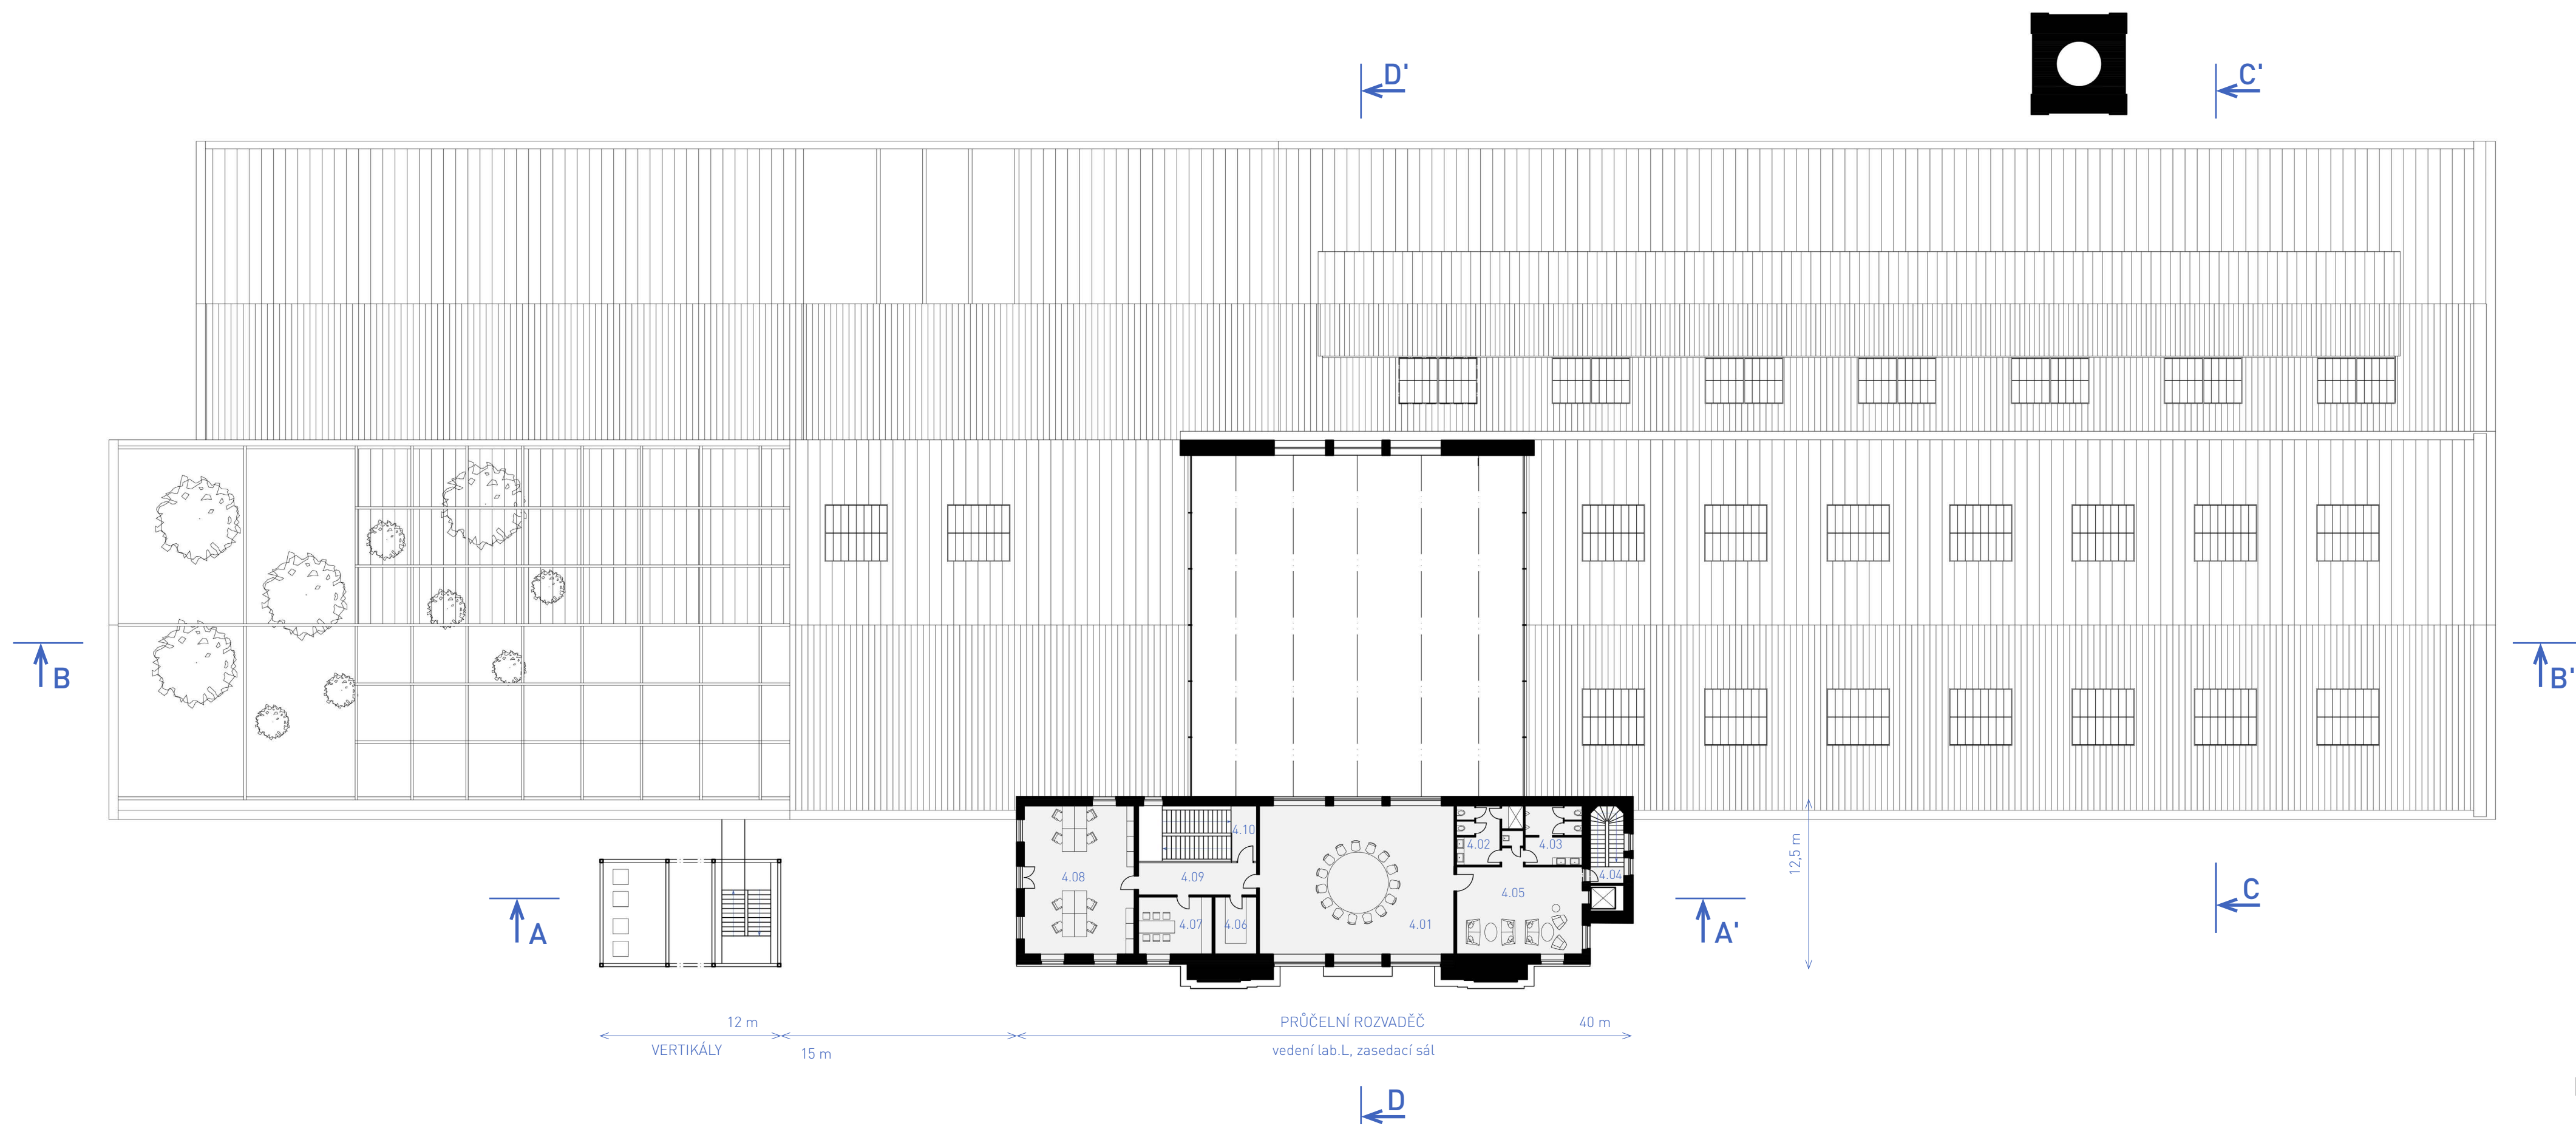 D'
C'
B
B'
4.10
4.02
4.03
12,5 m
4.08
4.09
4.04
4.05
C
4.07
4.06
4.01
A
A'
12 m
PRŮČELNÍ ROZVADĚČ
40 m
VERTIKÁLY
15 m
vedení lab.L, zasedací sál
D